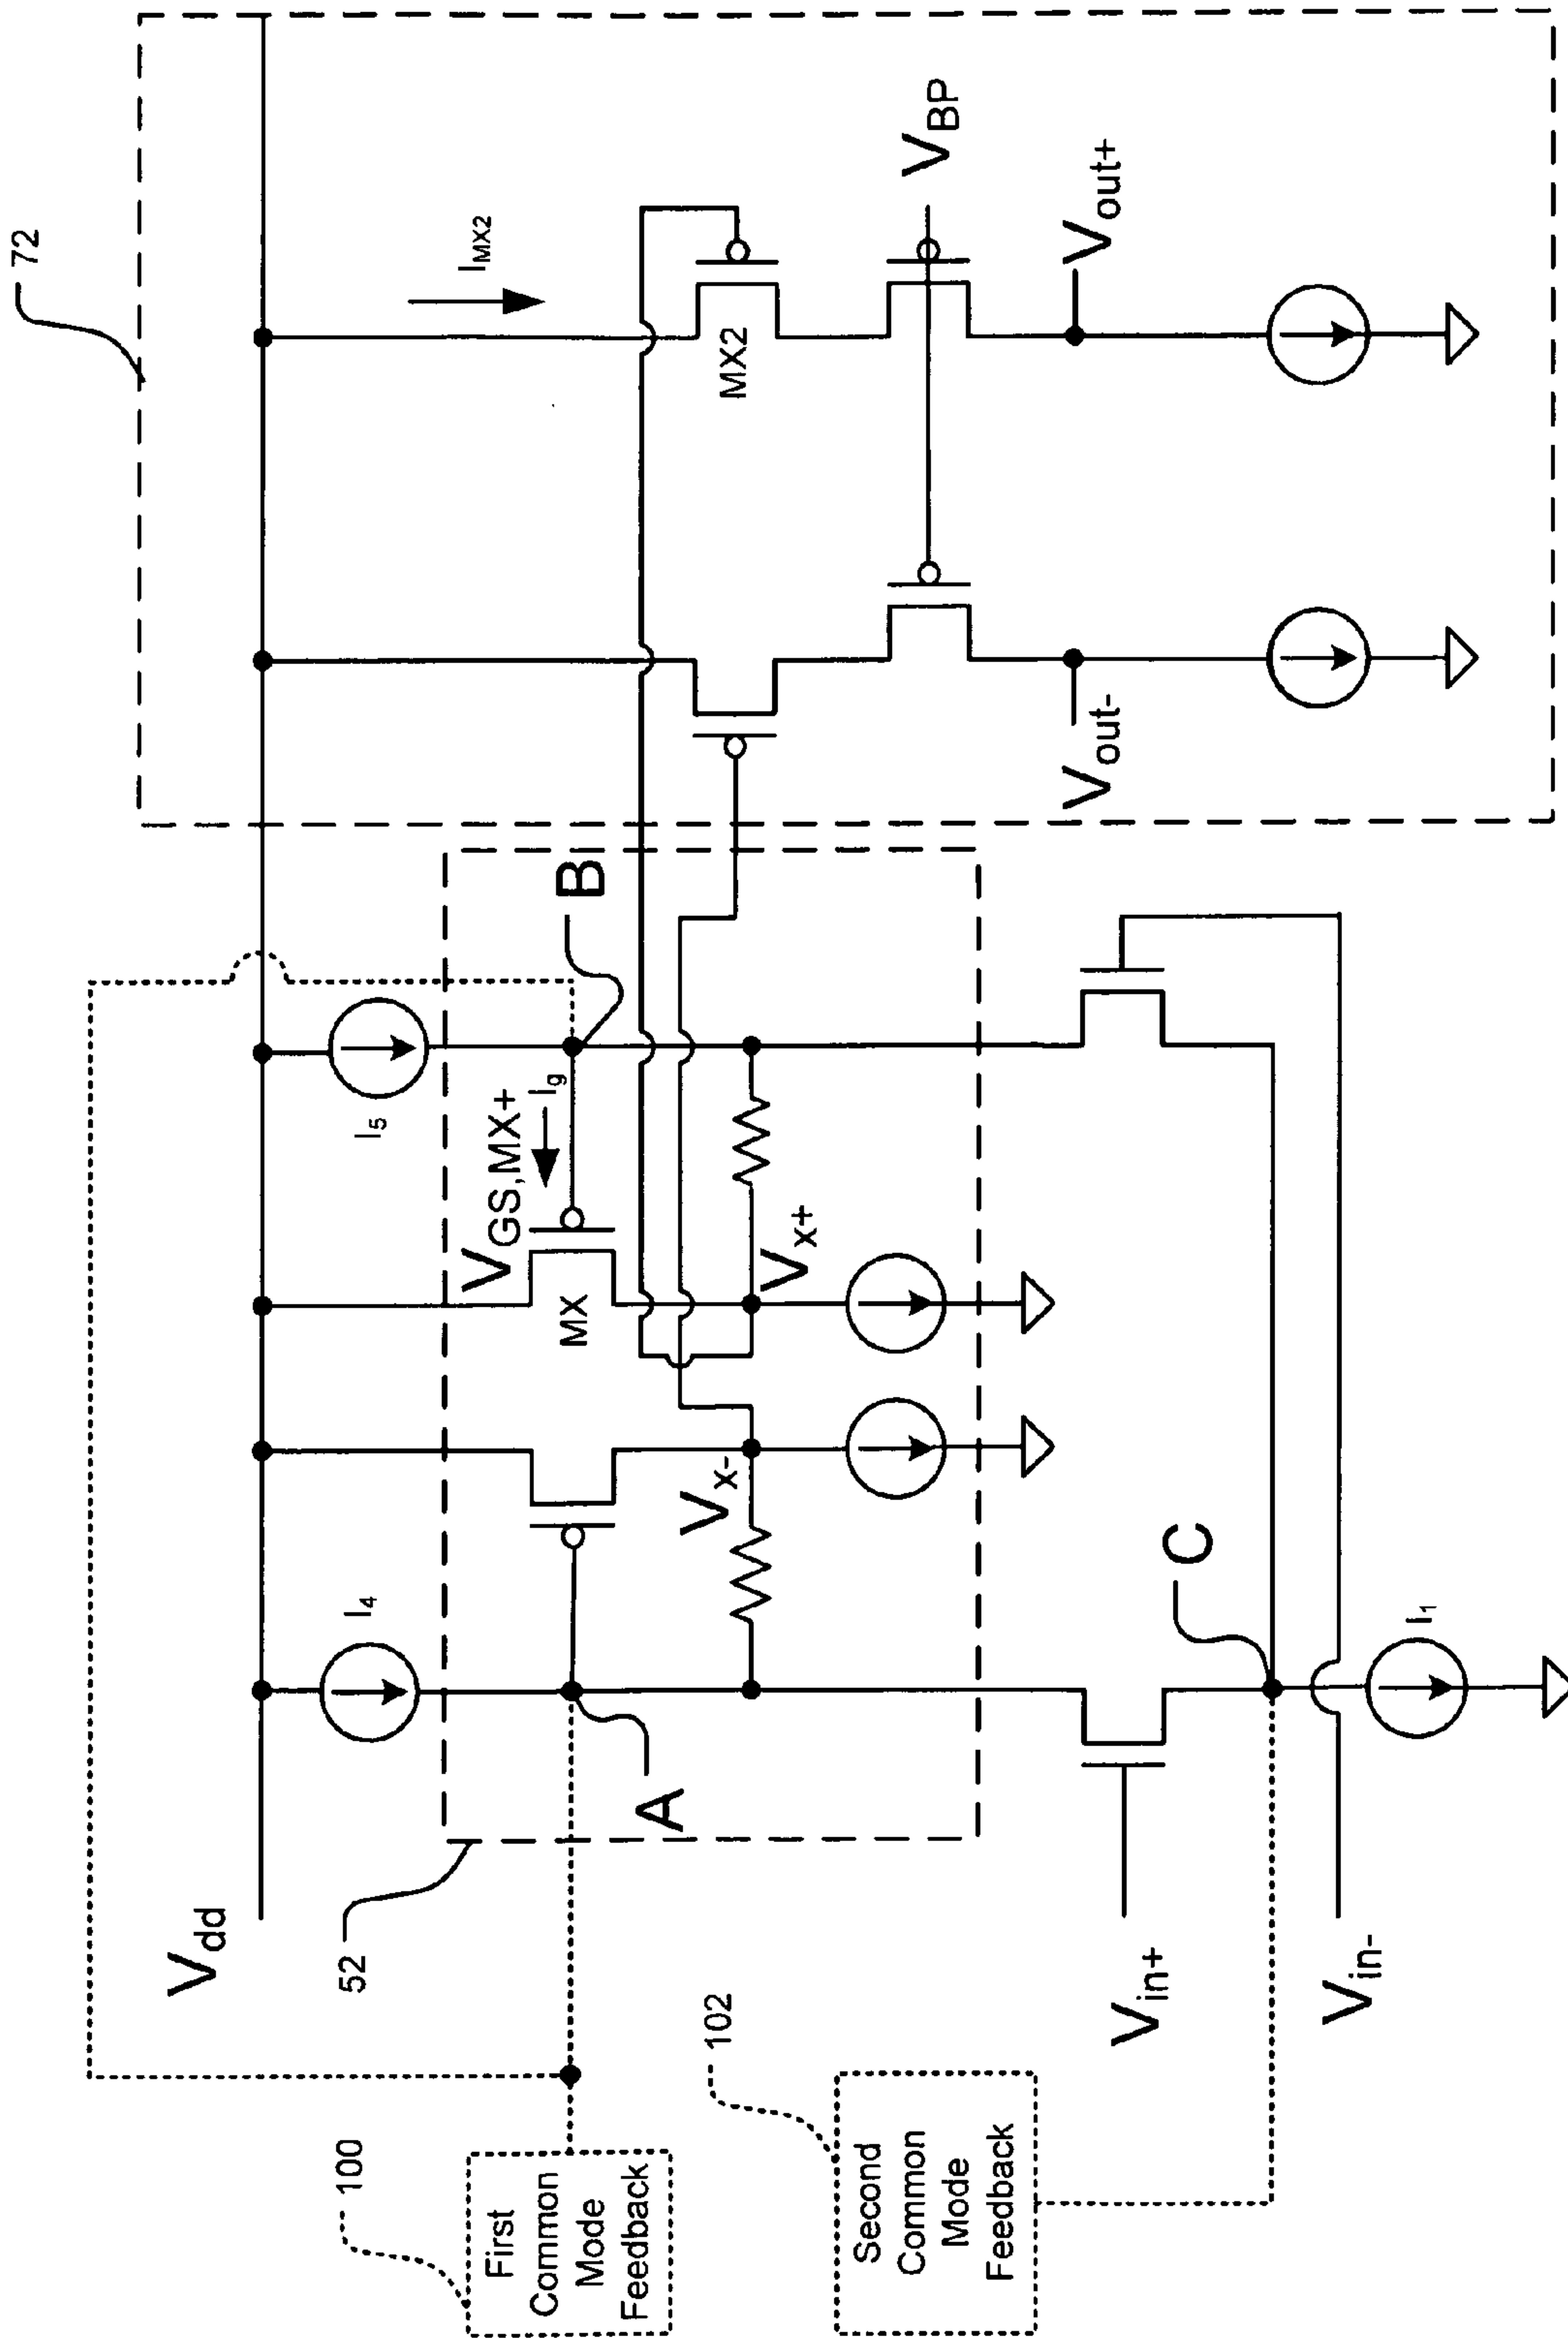 72
V_dd
I_MX2
I_4
I_5
52
V_GS,MX+
I_g
B
MX
MX2
A
V_x-
V_x+
V_BP
V_out-
V_out+
100
First
Common
Mode
Feedback
102
Second
Common
Mode
Feedback
V_in+
V_in-
C
I_1